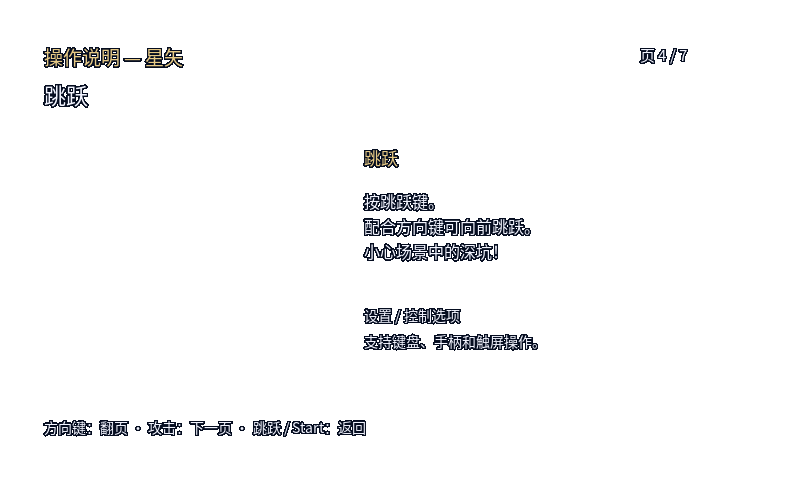 操作说明 — 星矢
页 4 / 7
跳跃
跳跃
按跳跃键。
配合方向键可向前跳跃。
小心场景中的深坑！
设置 / 控制选项
支持键盘、手柄和触屏操作。
方向键：翻页 · 攻击：下一页 · 跳跃 / Start：返回